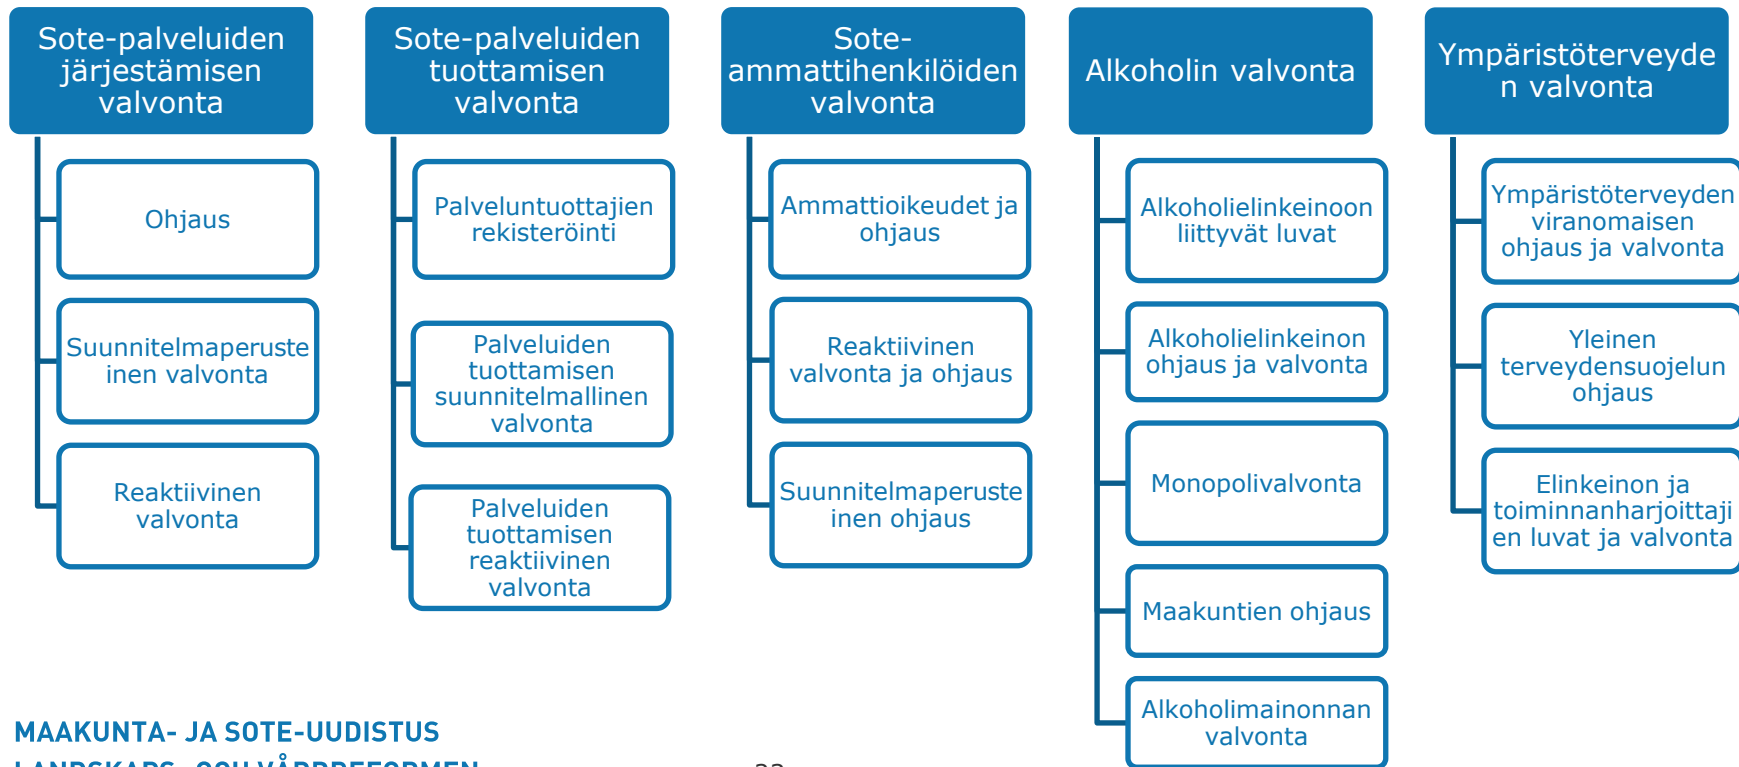 Sote-palveluiden
järjestämisen
valvonta
Ohjaus
Suunnitelmaperuste
inen valvonta
Reaktiivinen
valvonta
Sote-palveluiden
tuottamisen
valvonta
Palveluntuottajien
rekisteröinti
Palveluiden
tuottamisen
suunnitelmallinen
valvonta
Palveluiden
tuottamisen
reaktiivinen
valvonta
Sote-
ammattihenkilöiden
valvonta
Ammattioikeudet ja
ohjaus
Reaktiivinen
valvonta ja ohjaus
Suunnitelmaperuste
inen ohjaus
Alkoholin valvonta
Alkoholielinkeinoon
liittyvät luvat
Alkoholielinkeinon
ohjaus ja valvonta
Monopolivalvonta
Maakuntien ohjaus
Alkoholimainonnan
valvonta
Ympäristöterveyde
n valvonta
Ympäristöterveyden
viranomaisen
ohjaus ja valvonta
Yleinen
terveydensuojelun
ohjaus
Elinkeinon ja
toiminnanharjoittaji
en luvat ja valvonta
MAAKUNTA- JA SOTE-UUDISTUS
LANDSKAPS- OCH VÅRDREFORMEN